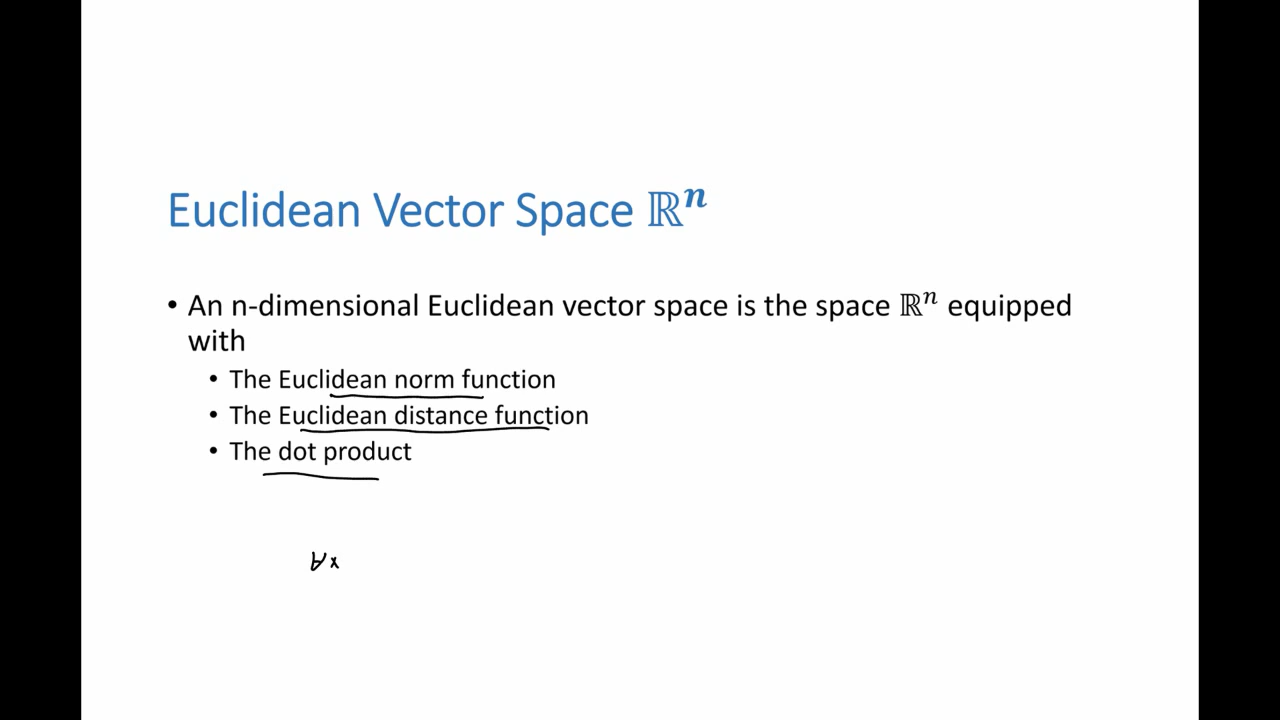 Euclidean Vector Space ℝⁿ
• An n-dimensional Euclidean vector space is the space ℝⁿ equipped
with
• The Euclidean norm function
• The Euclidean distance function
• The dot product
∀x